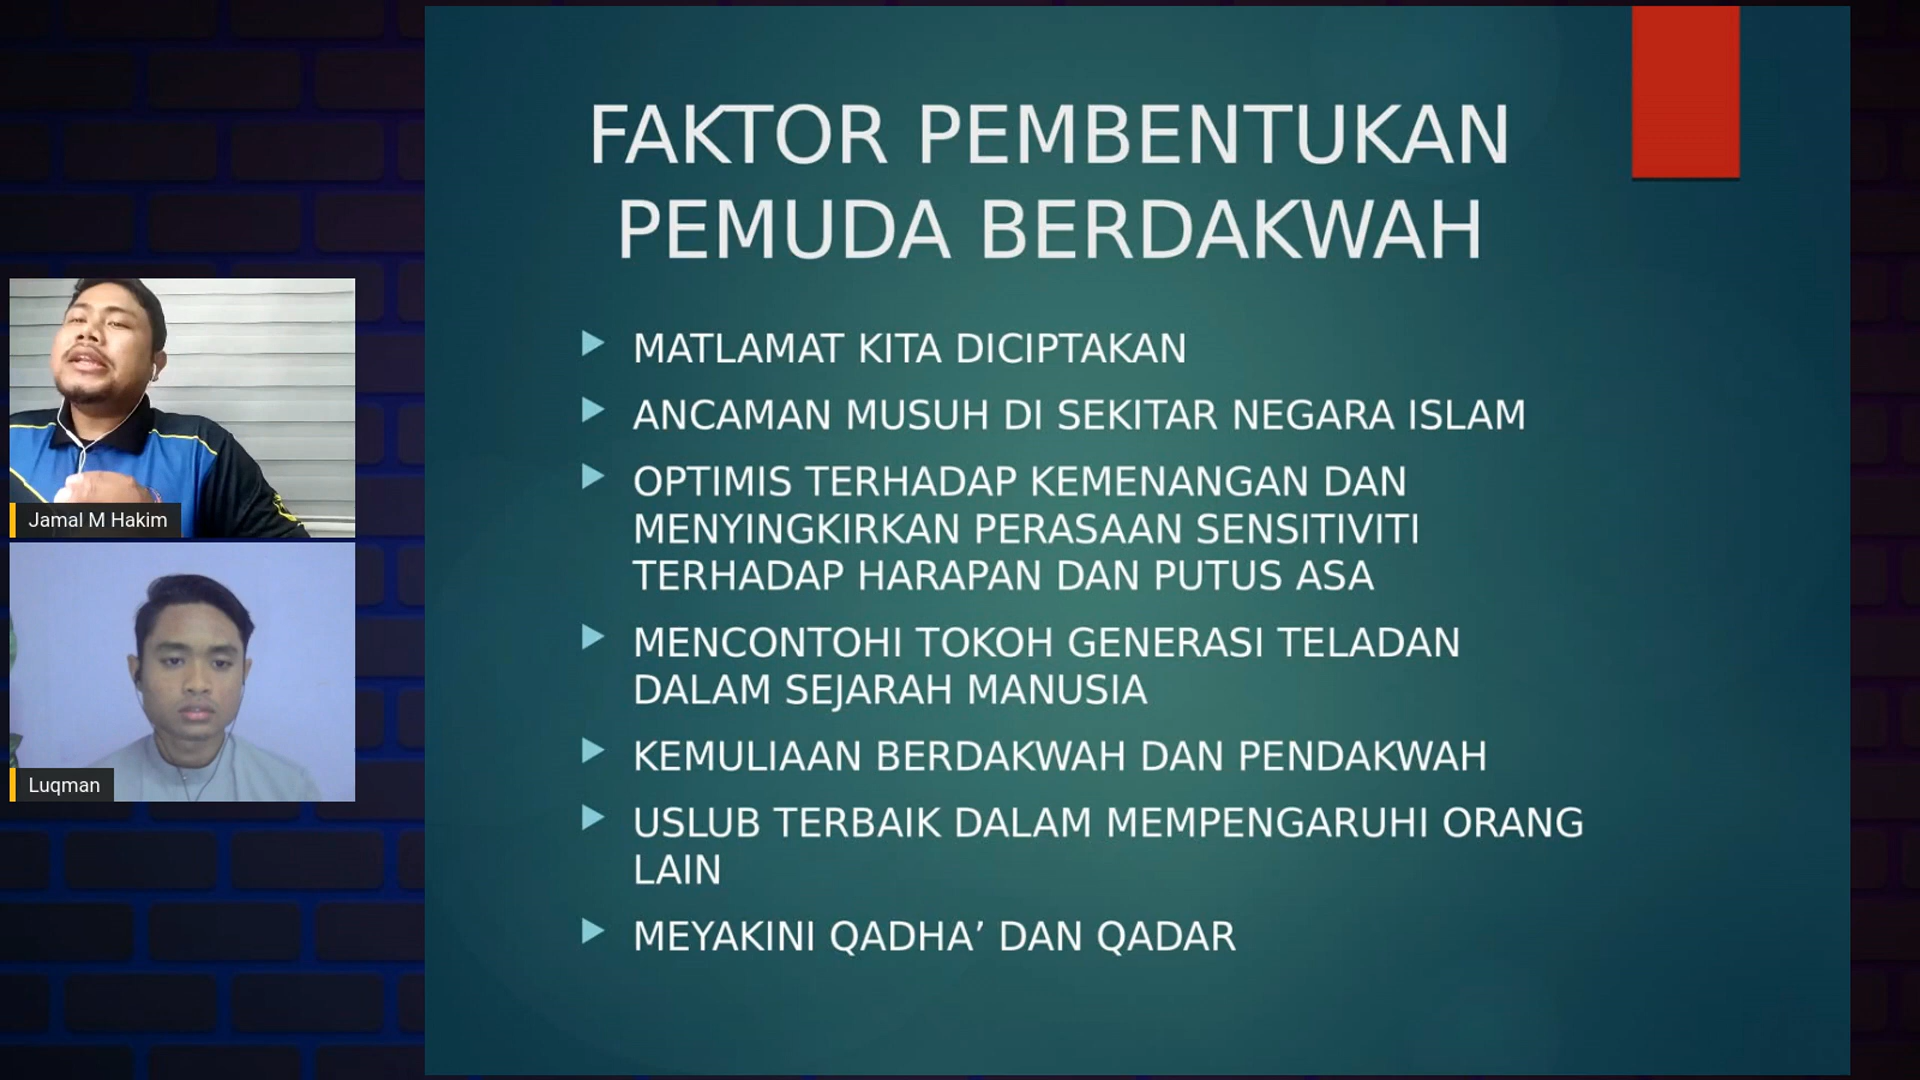 FAKTOR PEMBENTUKAN
PEMUDA BERDAKWAH
MATLAMAT KITA DICIPTAKAN
ANCAMAN MUSUH DI SEKITAR NEGARA ISLAM
OPTIMIS TERHADAP KEMENANGAN DAN
MENYINGKIRKAN PERASAAN SENSITIVITI
TERHADAP HARAPAN DAN PUTUS ASA
MENCONTOHI TOKOH GENERASI TELADAN
DALAM SEJARAH MANUSIA
KEMULIAAN BERDAKWAH DAN PENDAKWAH
USLUB TERBAIK DALAM MEMPENGARUHI ORANG
LAIN
MEYAKINI QADHA’ DAN QADAR
Jamal M Hakim
Luqman